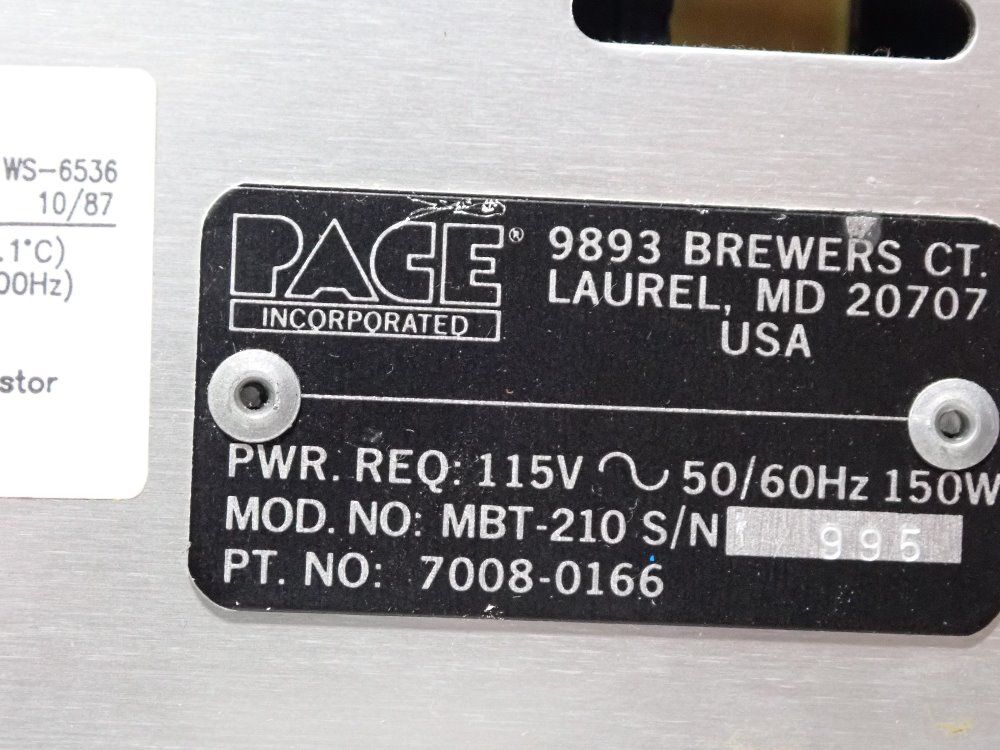 WS-6536
10/87
.1°C)
00Hz)
stor
PACE®
INCORPORATED
9893 BREWERS CT.
LAUREL, MD 20707
USA
PWR. REQ: 115V ∿ 50/60Hz 150W
MOD. NO: MBT-210 S/N 995
PT. NO: 7008-0166